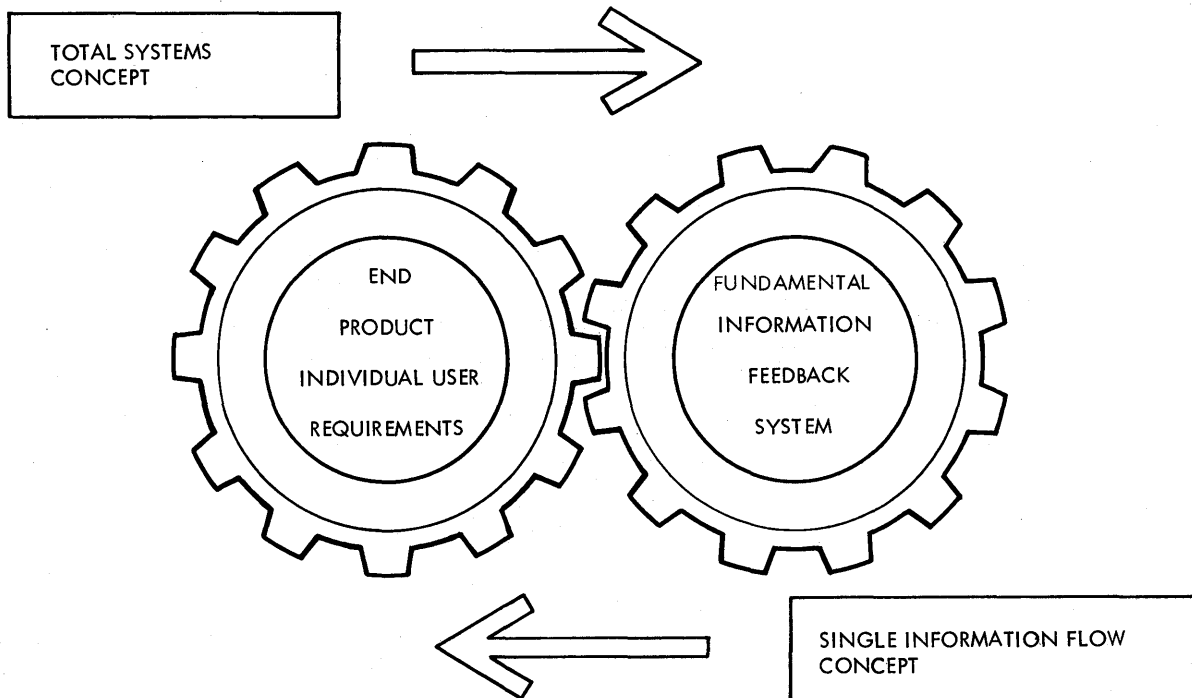 TOTAL SYSTEMS
CONCEPT
END
PRODUCT
INDIVIDUAL USER
REQUIREMENTS
FUNDAMENTAL
INFORMATION
FEEDBACK
SYSTEM
SINGLE INFORMATION FLOW
CONCEPT